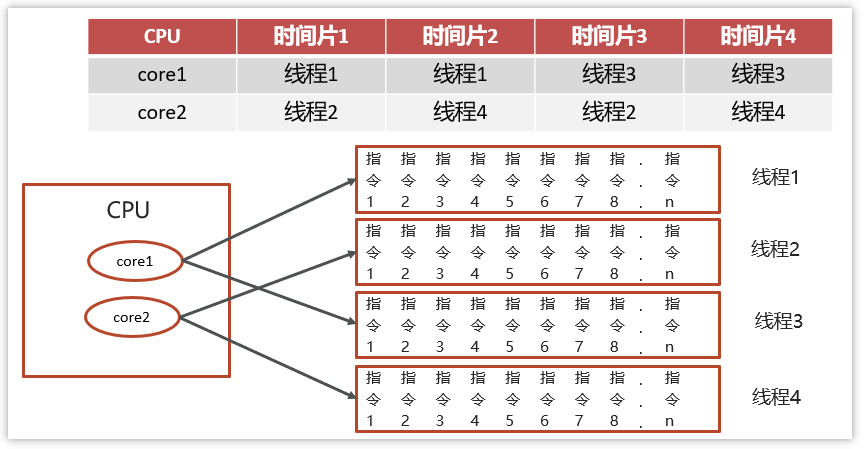 CPU 时间片1 时间片2 时间片3 时间片4
core1 线程1 线程1 线程3 线程3
core2 线程2 线程4 线程2 线程4
CPU
core1
core2
指 指 指 指 指 指 指 指 . 指
令 令 令 令 令 令 令 令 . 令
1 2 3 4 5 6 7 8 . n
线程1
指 指 指 指 指 指 指 指 . 指
令 令 令 令 令 令 令 令 . 令
1 2 3 4 5 6 7 8 . n
线程2
指 指 指 指 指 指 指 指 . 指
令 令 令 令 令 令 令 令 . 令
1 2 3 4 5 6 7 8 . n
线程3
指 指 指 指 指 指 指 指 . 指
令 令 令 令 令 令 令 令 . 令
1 2 3 4 5 6 7 8 . n
线程4